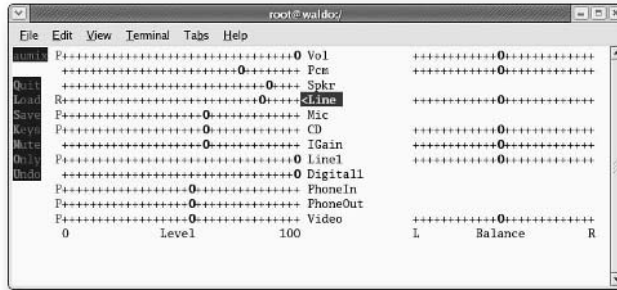 root@waldo:/
File Edit View Terminal Tabs Help
aumix P+++++++++++++++++++++++++++++++++O Vol +++++++++++++O++++++++++++++
+++++++++++++++++++++++++O++++++++ Pcm +++++++++++++O++++++++++++++
Quit +++++++++++++++++++++++++++++O++++ Spkr
Load R++++++++++++++++++++++++++++O+++++<Line +++++++++++++O++++++++++++++
Save P++++++++++++++++++++O+++++++++++++ Mic
Keys P++++++++++++++++++++O+++++++++++++ CD +++++++++++++O++++++++++++++
Mute ++++++++++++++++++++O+++++++++++++ IGain +++++++++++++O++++++++++++++
Only P+++++++++++++++++++++++++++++++++O Line1 +++++++++++++O++++++++++++++
Undo +++++++++++++++++++++++++++++++++O Digital1
P++++++++++++++++++O+++++++++++++++ PhoneIn
P++++++++++++++++++O+++++++++++++++ PhoneOut
P++++++++++++++++++O+++++++++++++++ Video +++++++++++++O++++++++++++++
0 Level 100 L Balance R